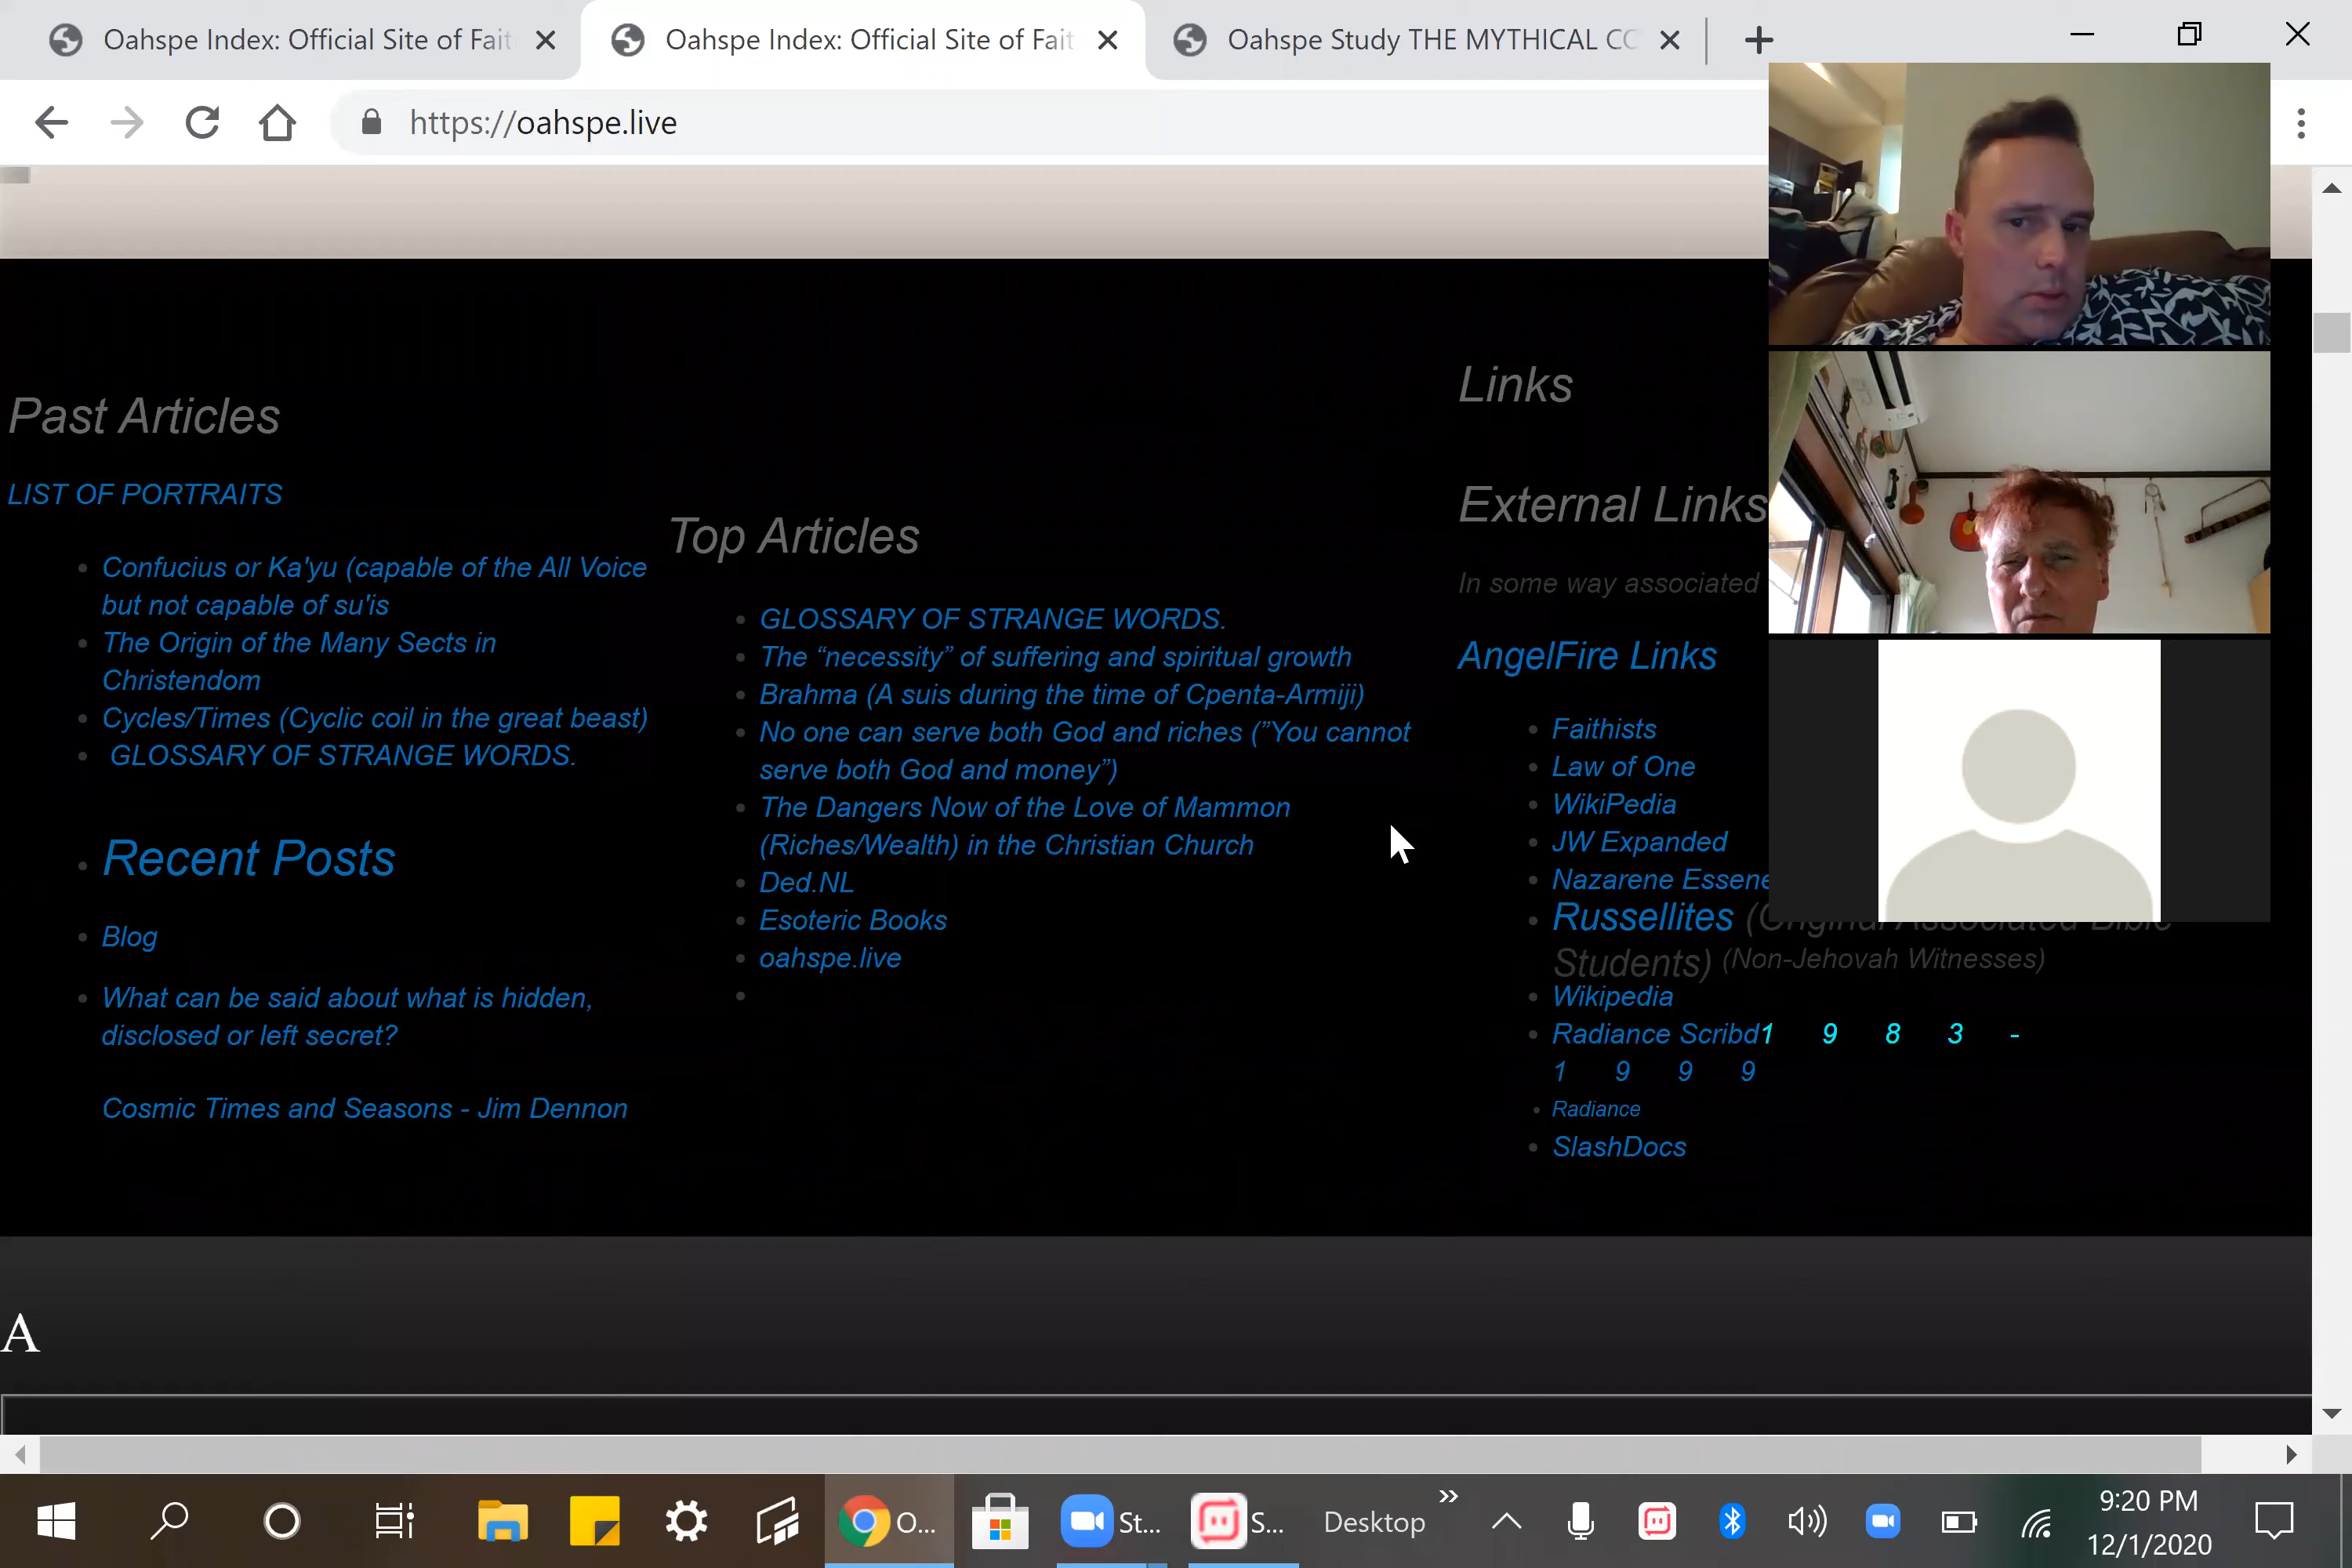 Oahspe Index: Official Site of Fait
Oahspe Index: Official Site of Fait
Oahspe Study THE MYTHICAL CO
https://oahspe.live
Past Articles
LIST OF PORTRAITS
Confucius or Ka'yu (capable of the All Voice
but not capable of su'is
The Origin of the Many Sects in
Christendom
Cycles/Times (Cyclic coil in the great beast)
GLOSSARY OF STRANGE WORDS.
Recent Posts
Blog
What can be said about what is hidden,
disclosed or left secret?
Cosmic Times and Seasons - Jim Dennon
Top Articles
GLOSSARY OF STRANGE WORDS.
The “necessity” of suffering and spiritual growth
Brahma (A suis during the time of Cpenta-Armiji)
No one can serve both God and riches (”You cannot
serve both God and money”)
The Dangers Now of the Love of Mammon
(Riches/Wealth) in the Christian Church
Ded.NL
Esoteric Books
oahspe.live
Links
External Links
In some way associated
AngelFire Links
Faithists
Law of One
WikiPedia
JW Expanded
Nazarene Essene
Russellites (Original Associated Bible
Students) (Non-Jehovah Witnesses)
Wikipedia
Radiance Scribd1 9 8 3 -
1 9 9 9
Radiance
SlashDocs
A
O...
St...
S...
Desktop
9:20 PM
12/1/2020